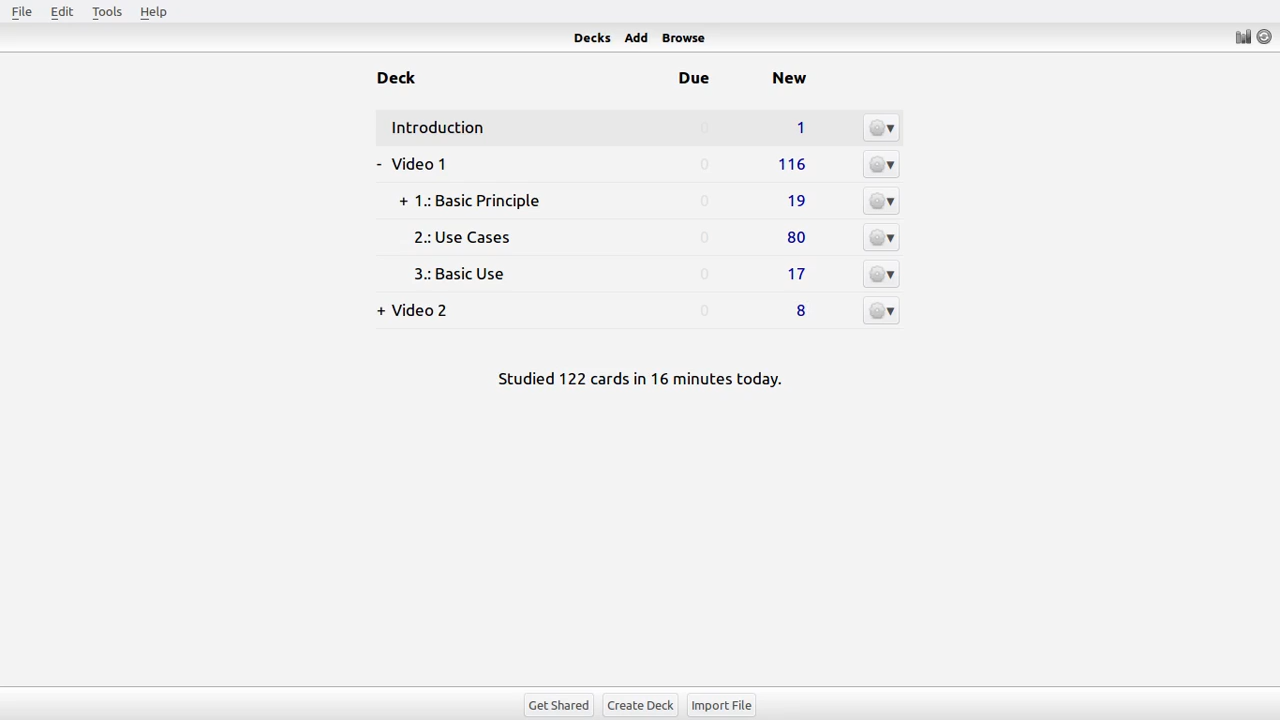 File Edit Tools Help
Decks Add Browse
Deck Due New
Introduction 0 1
- Video 1 0 116
+ 1.: Basic Principle 0 19
2.: Use Cases 0 80
3.: Basic Use 0 17
+ Video 2 0 8
Studied 122 cards in 16 minutes today.
Get Shared Create Deck Import File